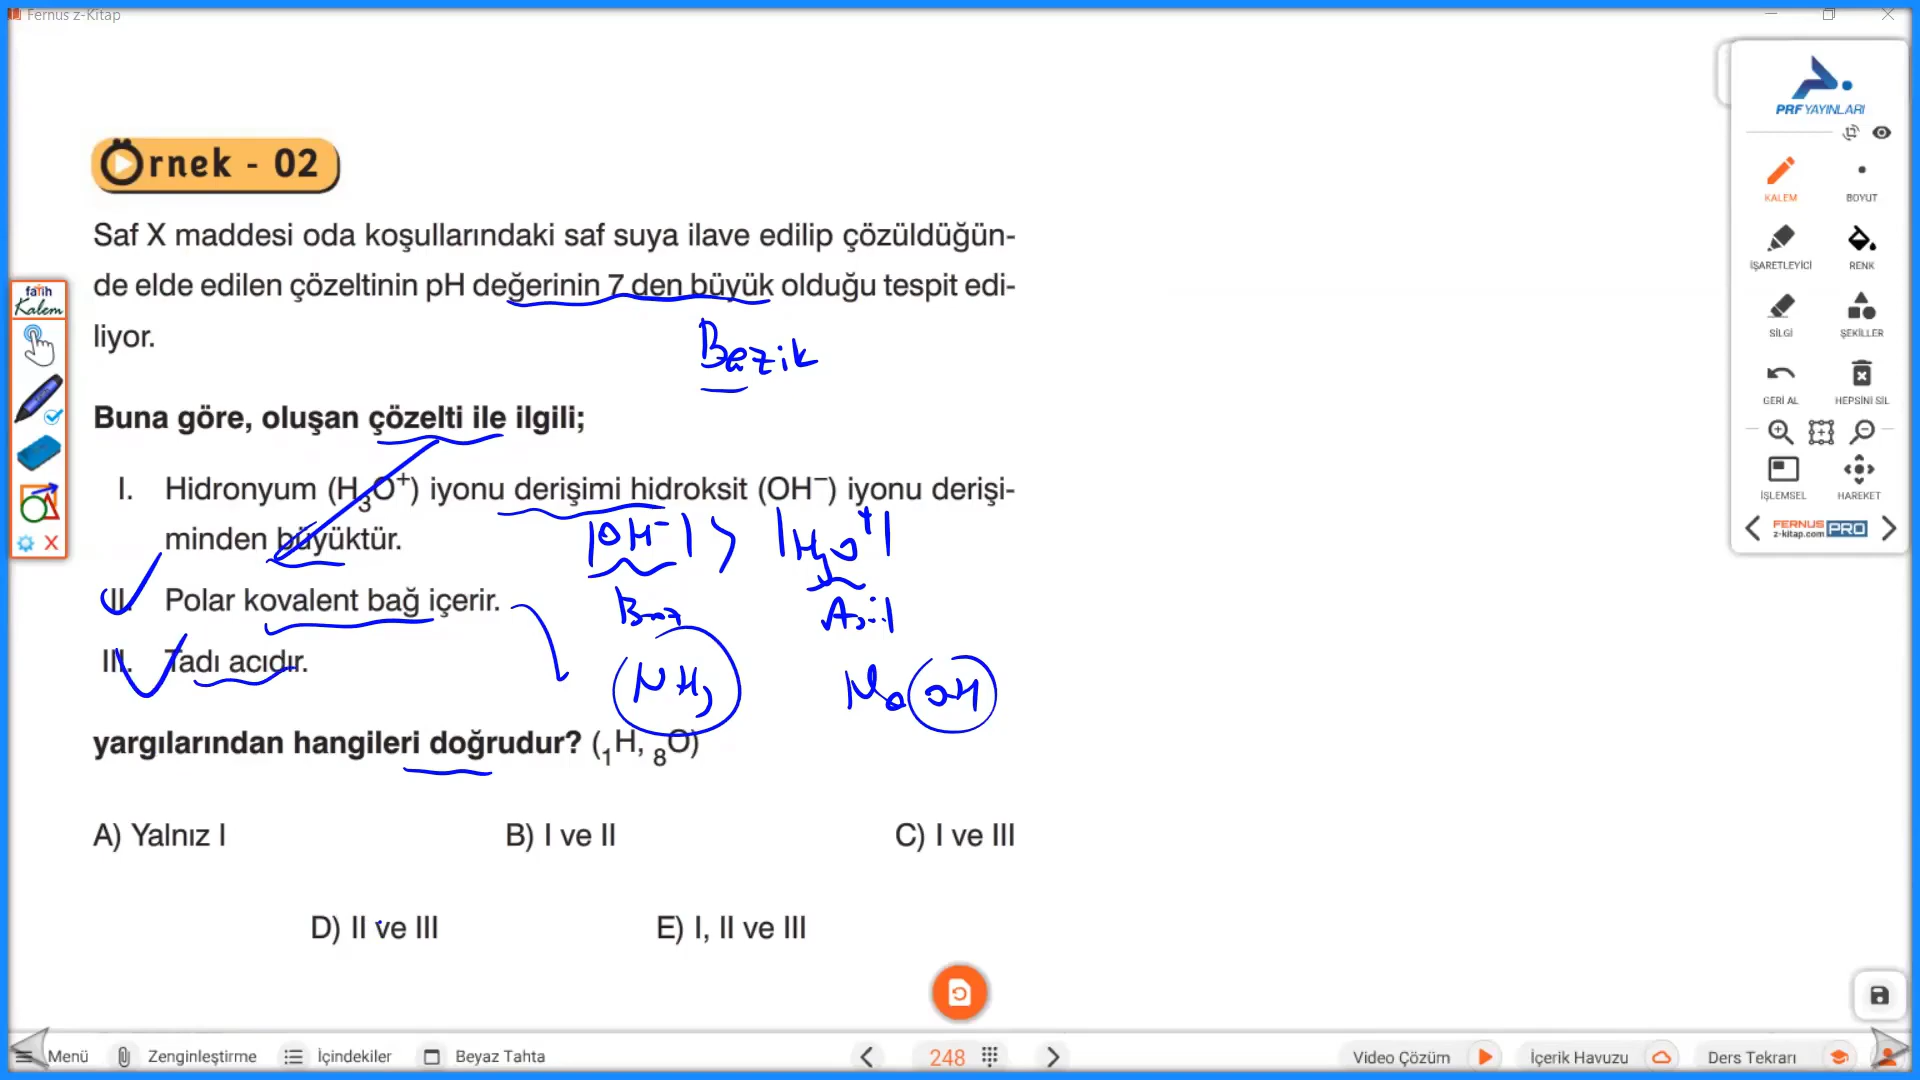 Fernus z-Kitap
Örnek - 02
Saf X maddesi oda koşullarındaki saf suya ilave edilip çözüldüğün-
de elde edilen çözeltinin pH değerinin 7 den büyük olduğu tespit edi-
liyor.
Bazik
Buna göre, oluşan çözelti ile ilgili;
I. Hidronyum (H₃O⁺) iyonu derişimi hidroksit (OH⁻) iyonu derişi-
minden büyüktür.
|OH⁻| > |H₃O⁺|
II. Polar kovalent bağ içerir.
Baz Asit
III. Tadı acıdır.
NH₃ NaOH
yargılarından hangileri doğrudur? (₁H, ₈O)
A) Yalnız I B) I ve II C) I ve III
D) II ve III E) I, II ve III
fatih
Kalem
PRF YAYINLARI
KALEM BOYUT
İŞARETLEYİCİ RENK
SİLGİ ŞEKİLLER
GERİ AL HEPSİNİ SİL
İŞLEMSEL HAREKET
FERNUS PRO
z-kitap.com
Menü Zenginleştirme İçindekiler Beyaz Tahta 248 Video Çözüm İçerik Havuzu Ders Tekrarı